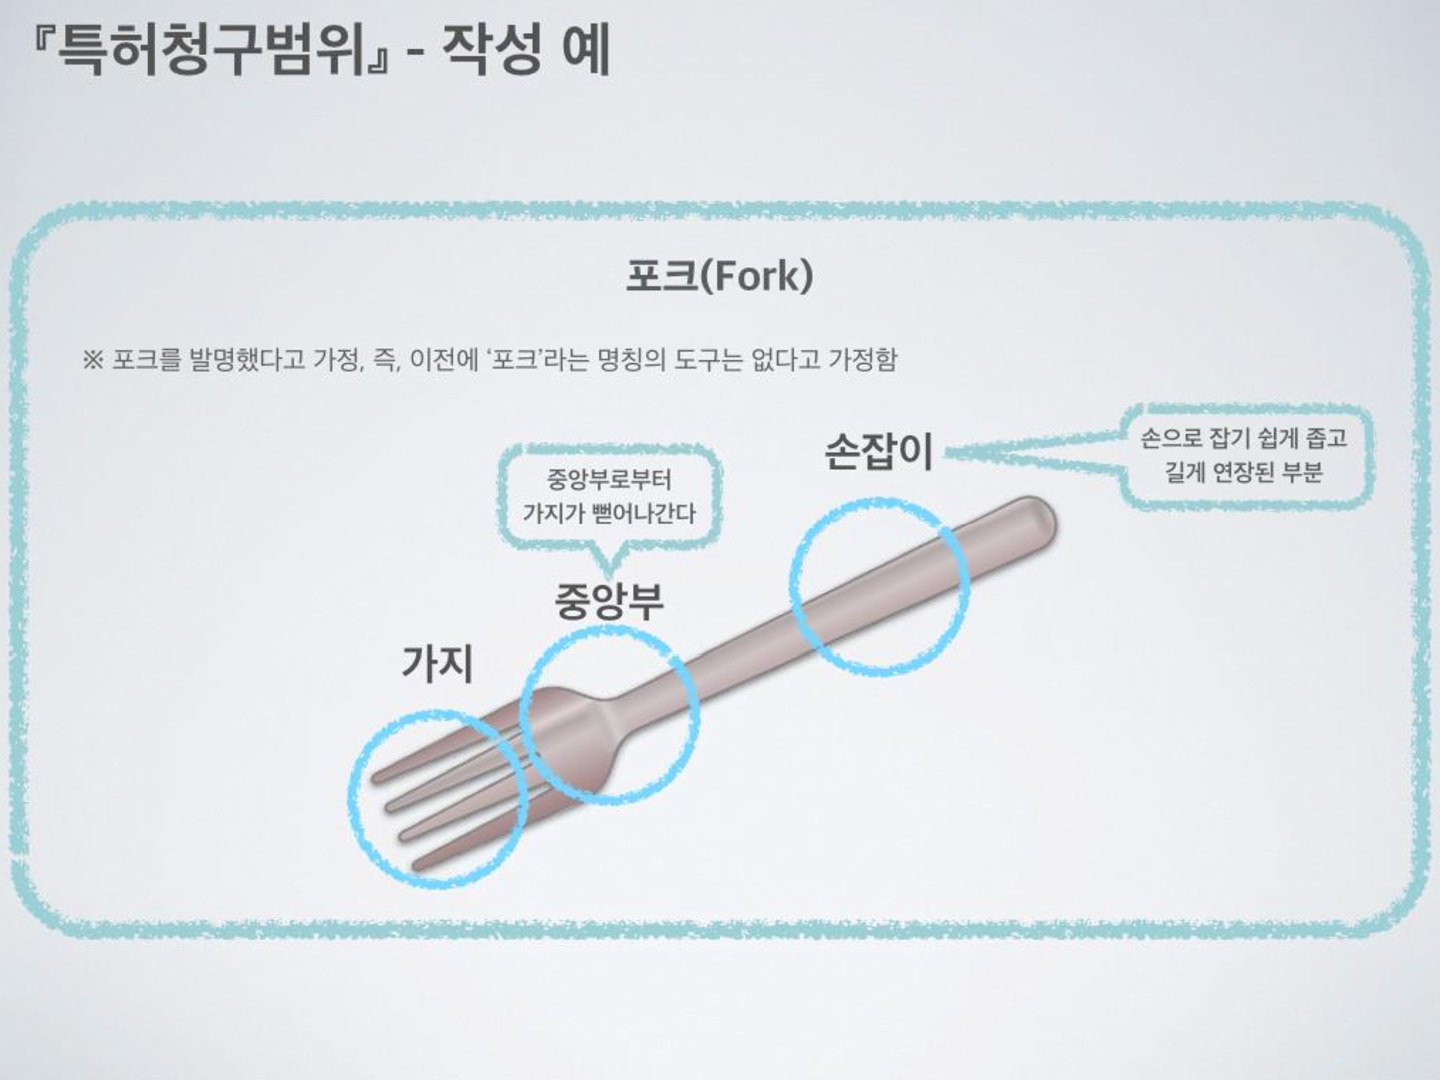 『특허청구범위』 - 작성 예
포크(Fork)
※ 포크를 발명했다고 가정, 즉, 이전에 ‘포크’라는 명칭의 도구는 없다고 가정함
손잡이
손으로 잡기 쉽게 좁고
길게 연장된 부분
중앙부로부터
가지가 뻗어나간다
중앙부
가지